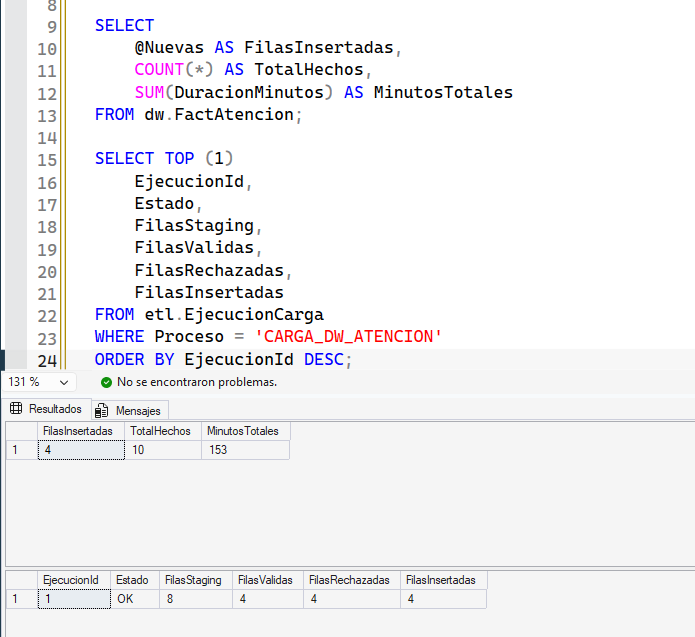 8
9 SELECT
10 @Nuevas AS FilasInsertadas,
11 COUNT(*) AS TotalHechos,
12 SUM(DuracionMinutos) AS MinutosTotales
13 FROM dw.FactAtencion;
14
15 SELECT TOP (1)
16 EjecucionId,
17 Estado,
18 FilasStaging,
19 FilasValidas,
20 FilasRechazadas,
21 FilasInsertadas
22 FROM etl.EjecucionCarga
23 WHERE Proceso = 'CARGA_DW_ATENCION'
24 ORDER BY EjecucionId DESC;
131 % No se encontraron problemas.
Resultados Mensajes
FilasInsertadas TotalHechos MinutosTotales
1 4 10 153
EjecucionId Estado FilasStaging FilasValidas FilasRechazadas FilasInsertadas
1 1 OK 8 4 4 4